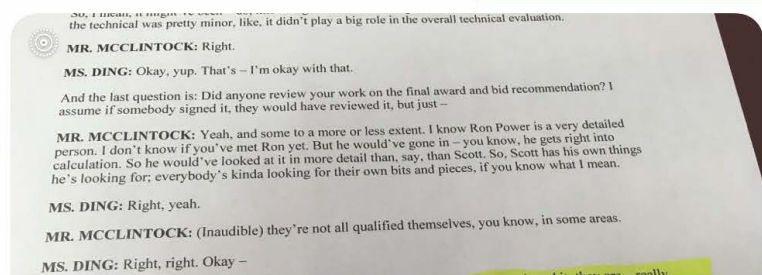 So, I mean, it might
the technical was pretty minor, like, it didn't play a big role in the overall technical evaluation.
MR. MCCLINTOCK: Right.
MS. DING: Okay, yup. That's – I'm okay with that.
And the last question is: Did anyone review your work on the final award and bid recommendation? I
assume if somebody signed it, they would have reviewed it, but just –
MR. MCCLINTOCK: Yeah, and some to a more or less extent. I know Ron Power is a very detailed
person. I don't know if you've met Ron yet. But he would've gone in – you know, he gets right into
calculation. So he would've looked at it in more detail than, say, than Scott. So, Scott has his own things
he's looking for; everybody's kinda looking for their own bits and pieces, if you know what I mean.
MS. DING: Right, yeah.
MR. MCCLINTOCK: (Inaudible) they're not all qualified themselves, you know, in some areas.
MS. DING: Right, right. Okay –
really